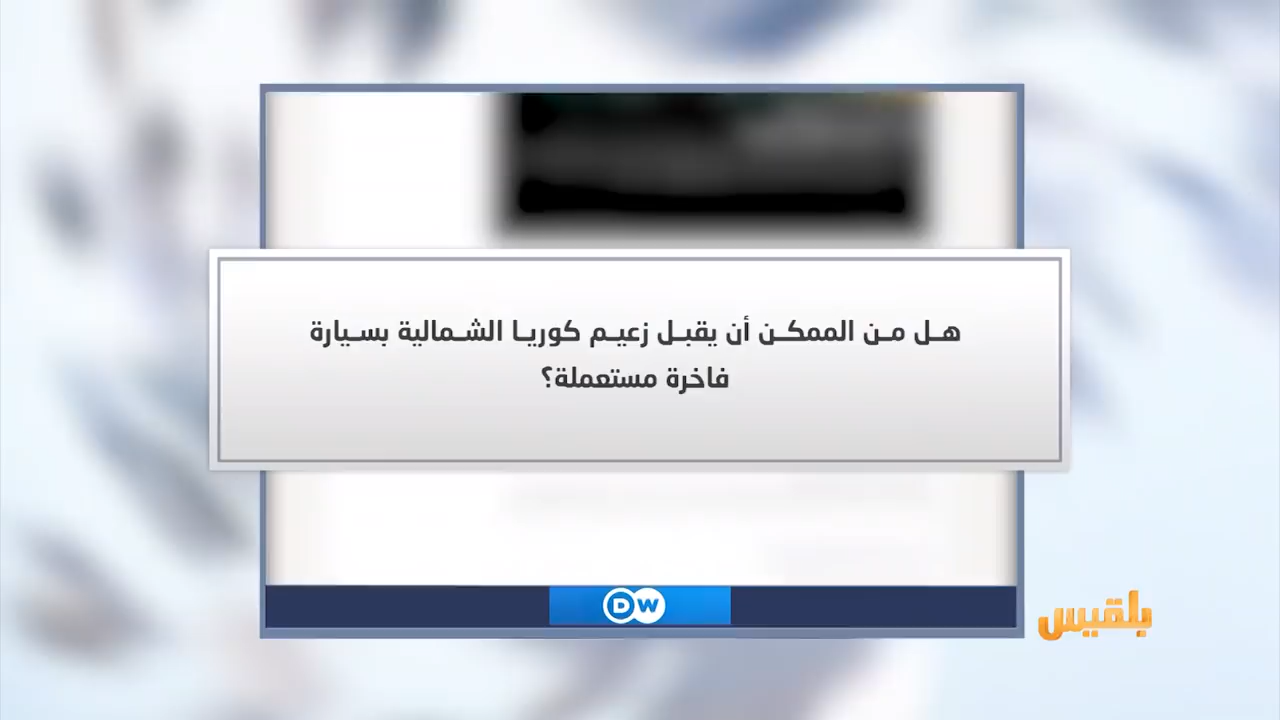 هل من الممكن أن يقبل زعيم كوريا الشمالية بسيارة
فاخرة مستعملة؟
DW
بلقيس